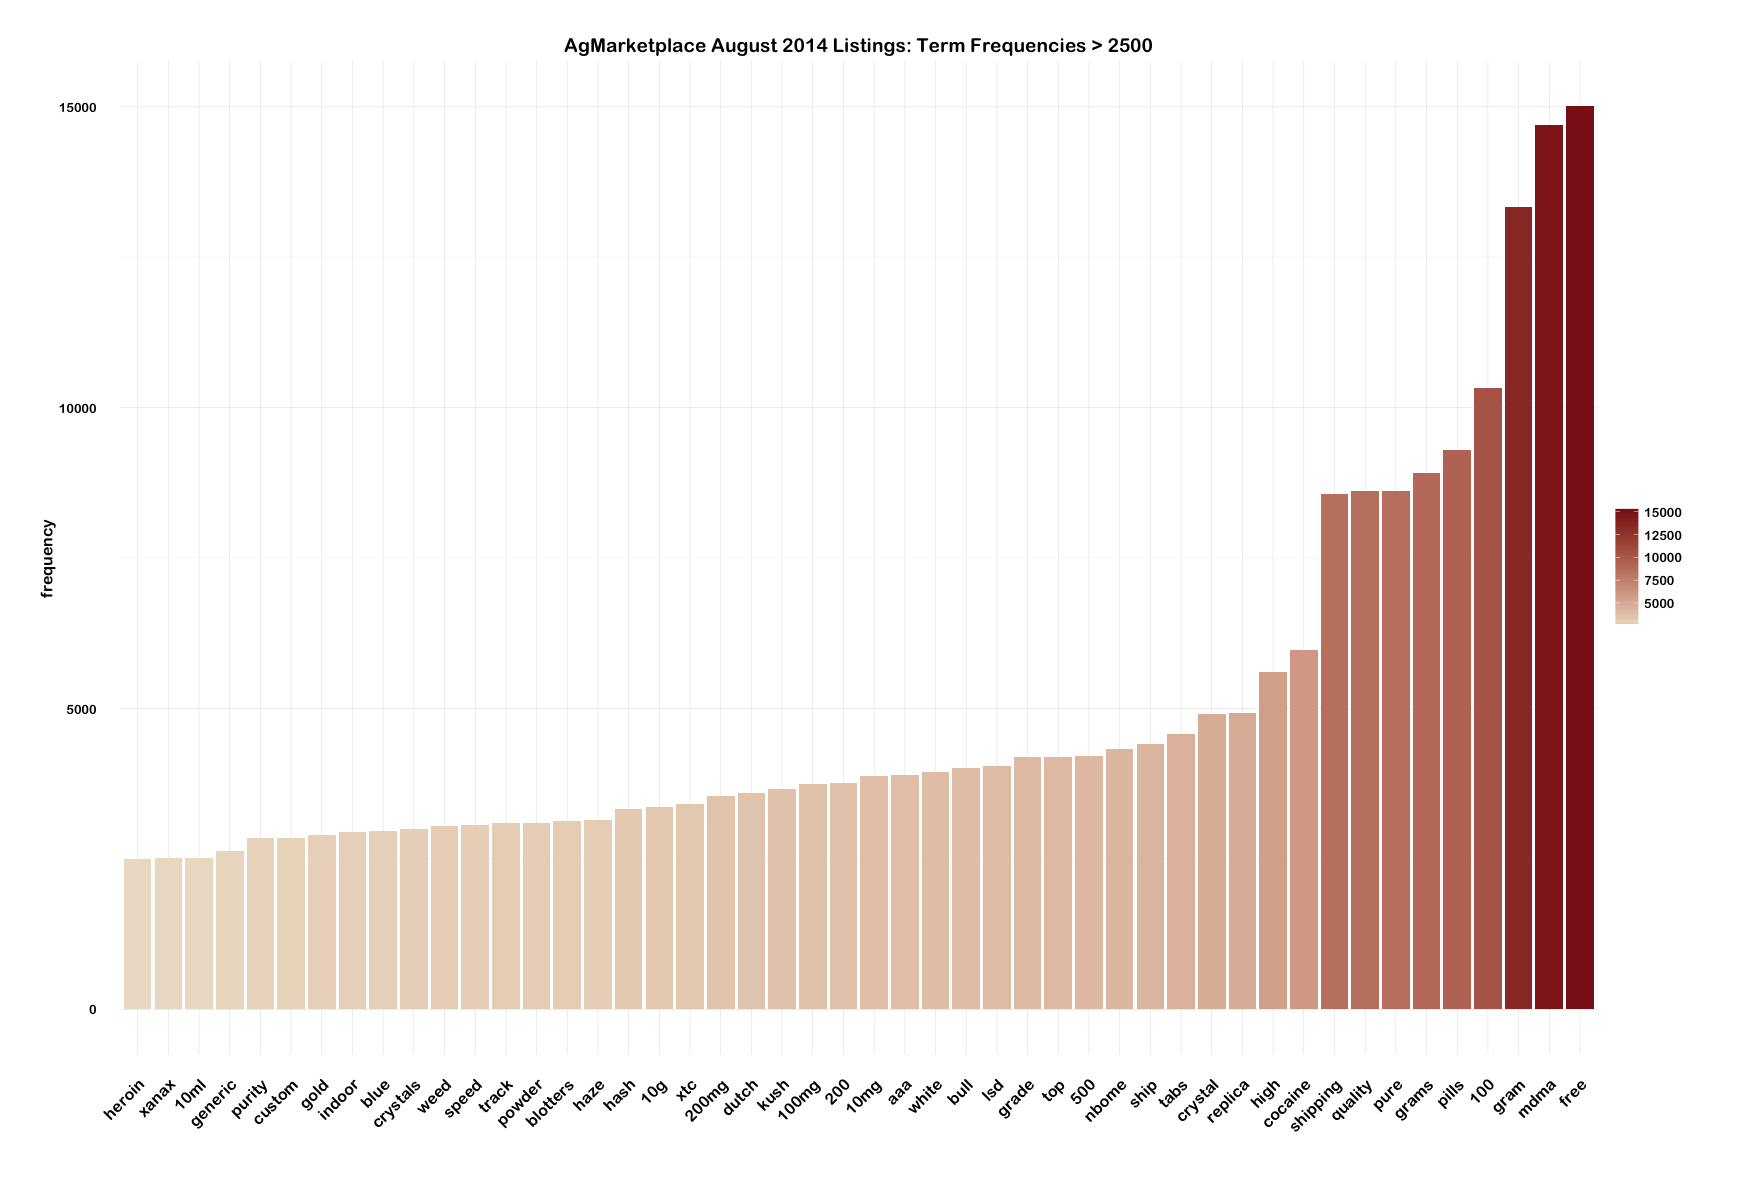 AgMarketplace August 2014 Listings: Term Frequencies > 2500
15000
10000
5000
0
frequency
15000
12500
10000
7500
5000
heroin
xanax
10ml
generic
purity
custom
gold
indoor
blue
crystals
weed
speed
track
powder
blotters
haze
hash
10g
xtc
200mg
dutch
kush
100mg
200
10mg
aaa
white
bull
lsd
grade
top
500
nbome
ship
tabs
crystal
replica
high
cocaine
shipping
quality
pure
grams
pills
100
gram
mdma
free